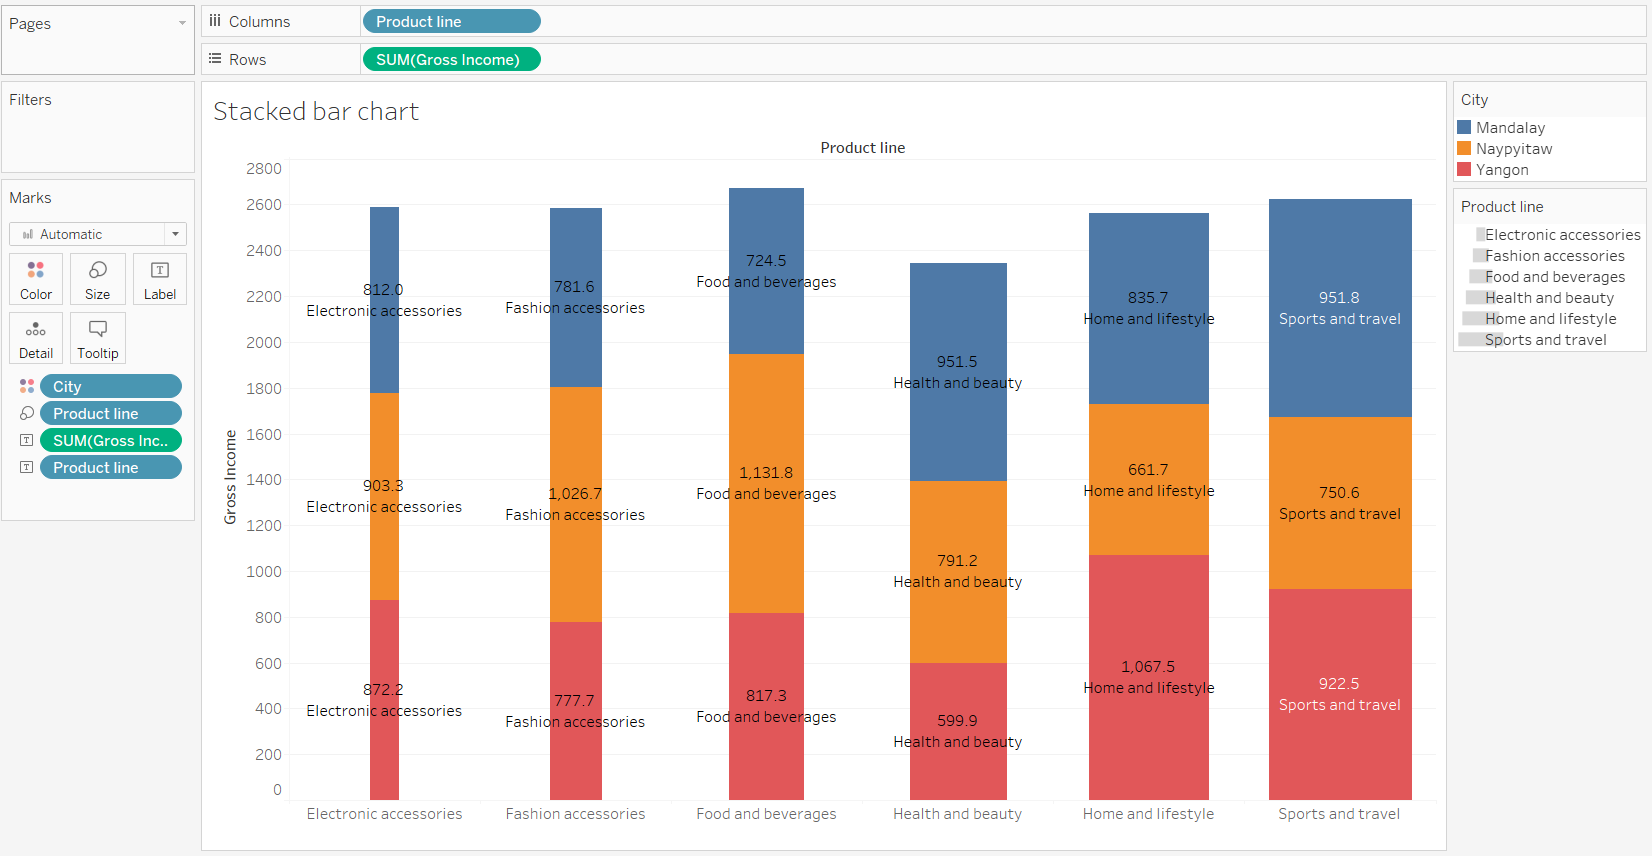 Pages
Columns
Product line
Rows
SUM(Gross Income)
Filters
Marks
Automatic
Color
Size
Label
Detail
Tooltip
City
Product line
SUM(Gross Inc..
Product line
Stacked bar chart
Product line
Gross Income
2800
2600
2400
2200
2000
1800
1600
1400
1200
1000
800
600
400
200
0
812.0
Electronic accessories
903.3
Electronic accessories
872.2
Electronic accessories
781.6
Fashion accessories
1,026.7
Fashion accessories
777.7
Fashion accessories
724.5
Food and beverages
1,131.8
Food and beverages
817.3
Food and beverages
951.5
Health and beauty
791.2
Health and beauty
599.9
Health and beauty
835.7
Home and lifestyle
661.7
Home and lifestyle
1,067.5
Home and lifestyle
951.8
Sports and travel
750.6
Sports and travel
922.5
Sports and travel
Electronic accessories
Fashion accessories
Food and beverages
Health and beauty
Home and lifestyle
Sports and travel
City
Mandalay
Naypyitaw
Yangon
Product line
Electronic accessories
Fashion accessories
Food and beverages
Health and beauty
Home and lifestyle
Sports and travel